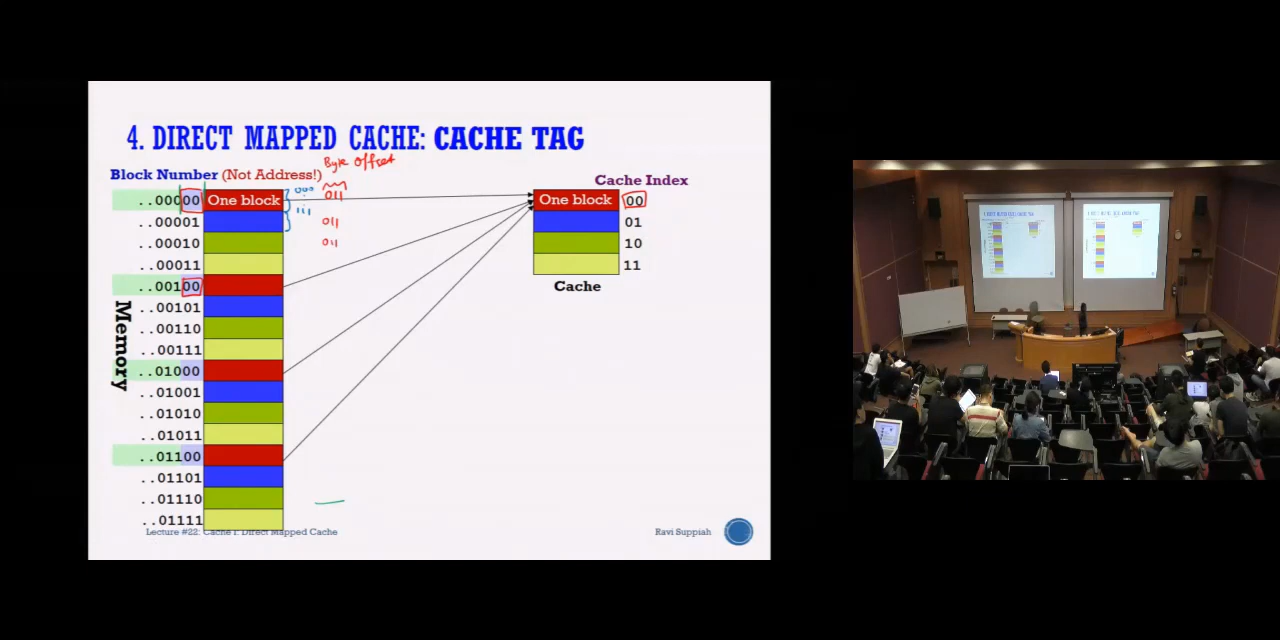 4. DIRECT MAPPED CACHE: CACHE TAG
Byte Offset
Block Number (Not Address!)
Cache Index
..00000 One block 000 011 One block 00
111
..00001 011 01
..00010 011 10
..00011 11
..00100 Cache
..00101
..00110
..00111
Memory
..01000
..01001
..01010
..01011
..01100
..01101
..01110
..01111
Lecture #22: Cache I: Direct Mapped Cache
Ravi Suppiah